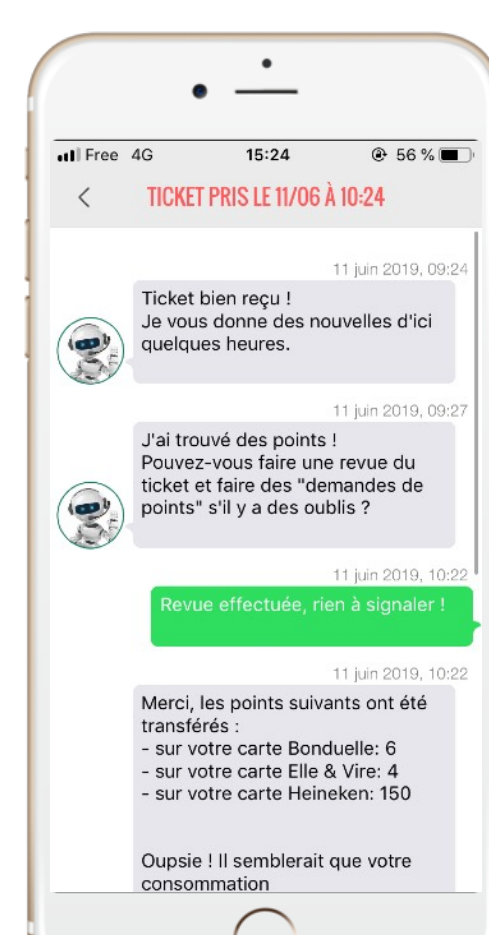 Free 4G 15:24 56 %
< TICKET PRIS LE 11/06 À 10:24
11 juin 2019, 09:24
Ticket bien reçu !
Je vous donne des nouvelles d'ici
quelques heures.
11 juin 2019, 09:27
J'ai trouvé des points !
Pouvez-vous faire une revue du
ticket et faire des "demandes de
points" s'il y a des oublis ?
11 juin 2019, 10:22
Revue effectuée, rien à signaler !
11 juin 2019, 10:22
Merci, les points suivants ont été
transférés :
- sur votre carte Bonduelle: 6
- sur votre carte Elle & Vire: 4
- sur votre carte Heineken: 150
Oupsie ! Il semblerait que votre
consommation